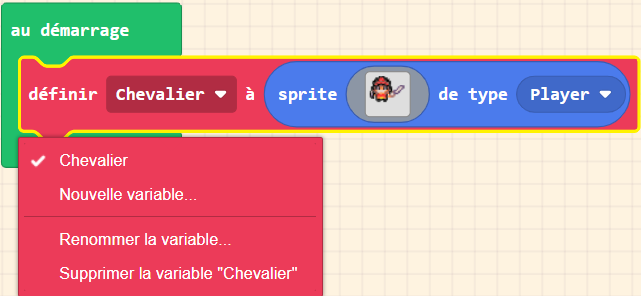 au démarrage
définir Chevalier à sprite de type Player
Chevalier
Nouvelle variable...
Renommer la variable...
Supprimer la variable "Chevalier"